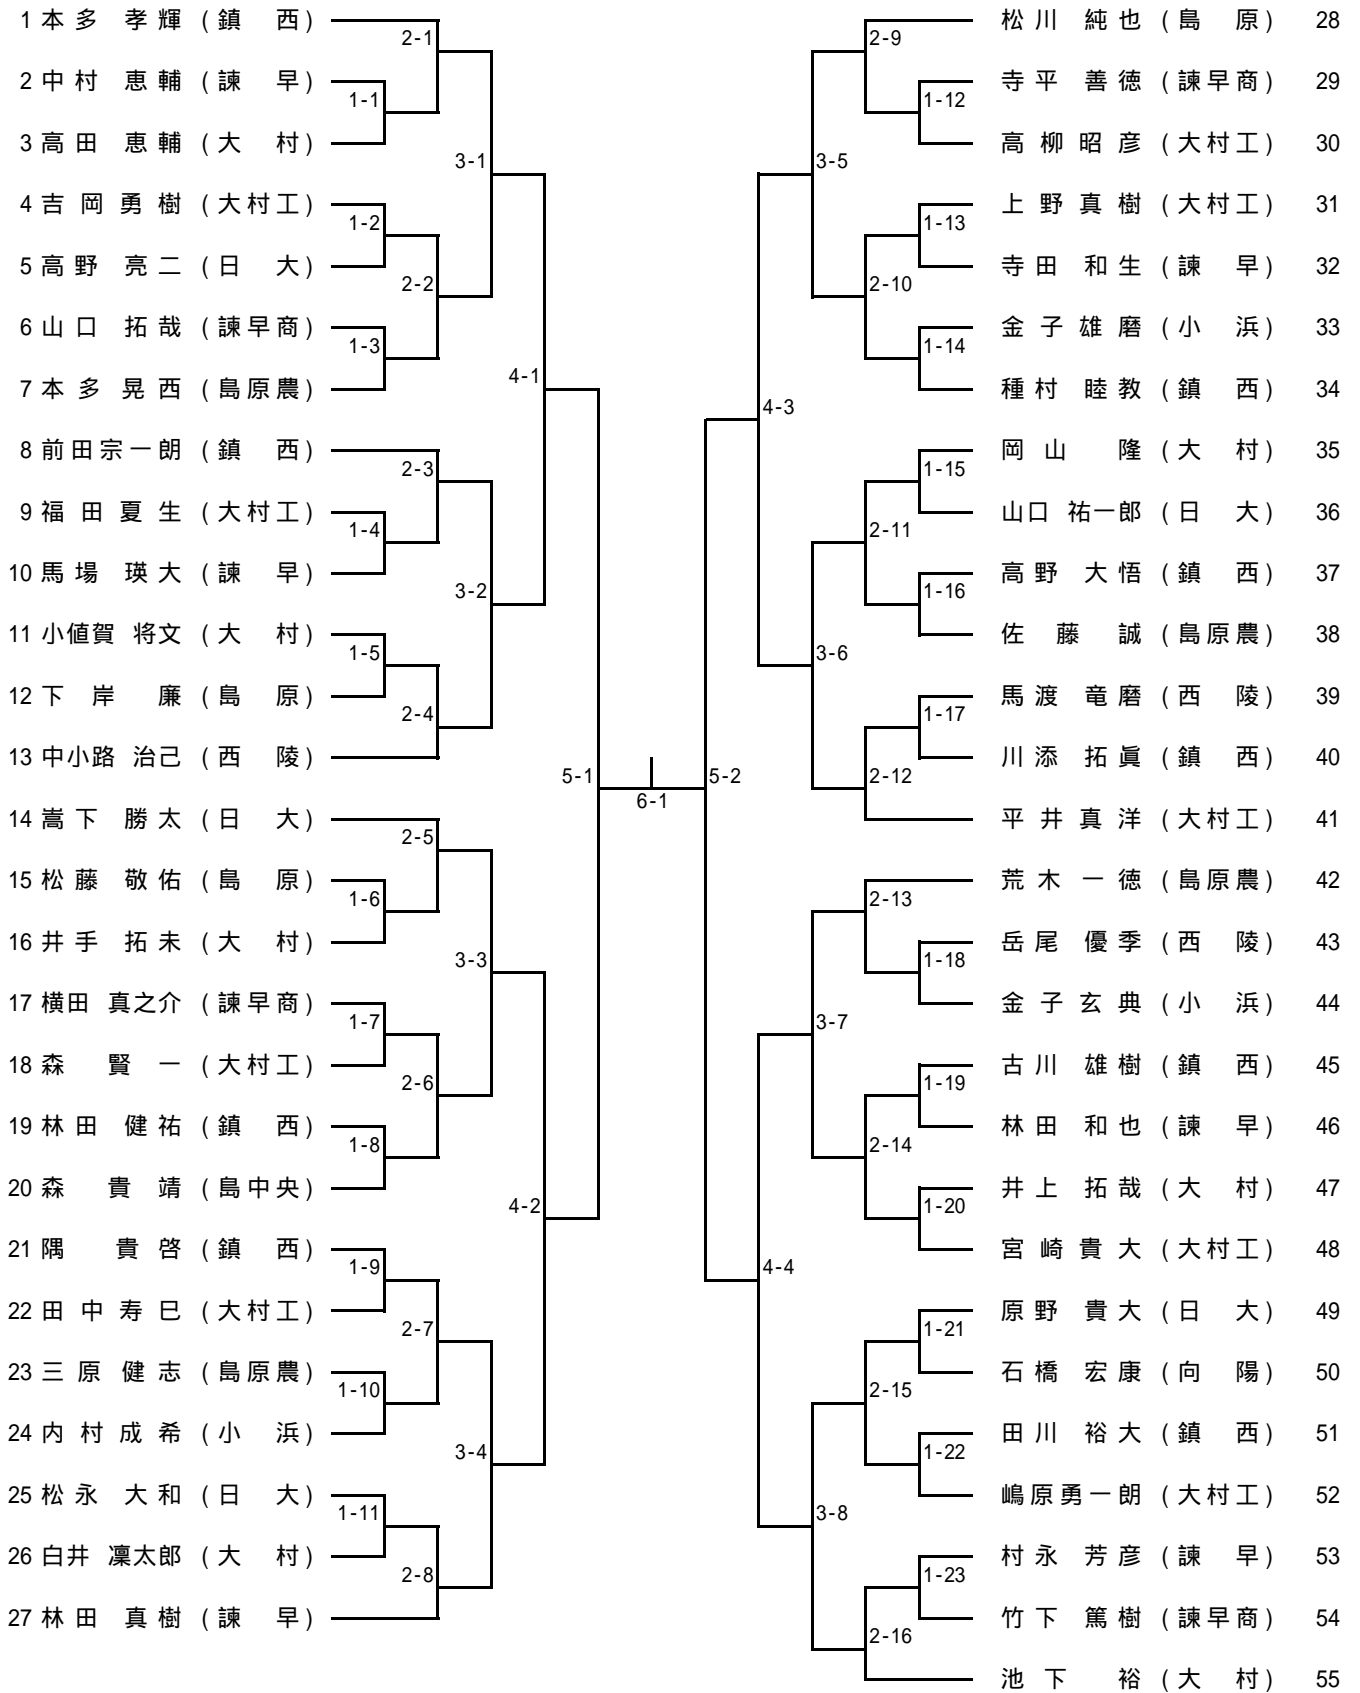 1 本多 孝輝 (鎮 西)
2-1
2 中村 恵輔 (諫 早)
1-1
3 高田 恵輔 (大 村)
3-1
4 吉岡勇樹 (大村工)
1-2
5 高野 亮二 (日 大)
2-2
6 山口 拓哉 (諫早商)
1-3
7 本多 晃西 (島原農)
4-1
8 前田宗一朗 (鎮 西)
2-3
9 福田夏生 (大村工)
1-4
10 馬場 瑛大 (諫 早)
3-2
11 小値賀 将文 (大 村)
1-5
12 下岸 廉 (島 原)
2-4
13 中小路 治己 (西 陵)
5-1
6-1
14 嵩下 勝太 (日 大)
2-5
15 松藤 敬佑 (島 原)
1-6
16 井手 拓未 (大 村)
3-3
17 横田 真之介 (諫早商)
1-7
18 森 賢一 (大村工)
2-6
19 林田 健祐 (鎮 西)
1-8
20 森 貴靖 (島中央)
4-2
21 隅 貴啓 (鎮 西)
1-9
22 田中寿巳 (大村工)
2-7
23 三原健志 (島原農)
1-10
24 内村成希 (小 浜)
3-4
25 松永 大和 (日 大)
1-11
26 白井 凜太郎 (大 村)
2-8
27 林田 真樹 (諫 早)
松川 純也 (島 原) 28
2-9
寺平 善徳 (諫早商) 29
1-12
高柳昭彦 (大村工) 30
3-5
上野真樹 (大村工) 31
1-13
寺田 和生 (諫 早) 32
2-10
金子雄磨 (小 浜) 33
1-14
種村 睦教 (鎮 西) 34
4-3
岡山 隆 (大 村) 35
1-15
山口 祐一郎 (日 大) 36
2-11
高野 大悟 (鎮 西) 37
1-16
佐藤 誠 (島原農) 38
3-6
馬渡 竜磨 (西 陵) 39
1-17
川添 拓眞 (鎮 西) 40
2-12
5-2
平井真洋 (大村工) 41
荒木一徳 (島原農) 42
2-13
岳尾 優季 (西 陵) 43
1-18
金子玄典 (小 浜) 44
3-7
古川 雄樹 (鎮 西) 45
1-19
林田 和也 (諫 早) 46
2-14
井上 拓哉 (大 村) 47
1-20
宮崎貴大 (大村工) 48
4-4
原野 貴大 (日 大) 49
1-21
石橋 宏康 (向 陽) 50
2-15
田川 裕大 (鎮 西) 51
1-22
嶋原勇一朗 (大村工) 52
3-8
村永 芳彦 (諫 早) 53
1-23
竹下 篤樹 (諫早商) 54
2-16
池下 裕 (大 村) 55